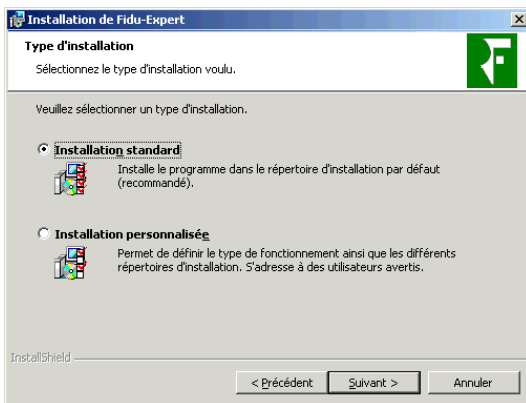 Installation de Fidu-Expert
Type d'installation
Sélectionnez le type d'installation voulu.
Veuillez sélectionner un type d'installation.
Installation standard
Installe le programme dans le répertoire d'installation par défaut
(recommandé).
Installation personnalisée
Permet de définir le type de fonctionnement ainsi que les différents
répertoires d'installation. S'adresse à des utilisateurs avertis.
InstallShield
< Précédent
Suivant >
Annuler